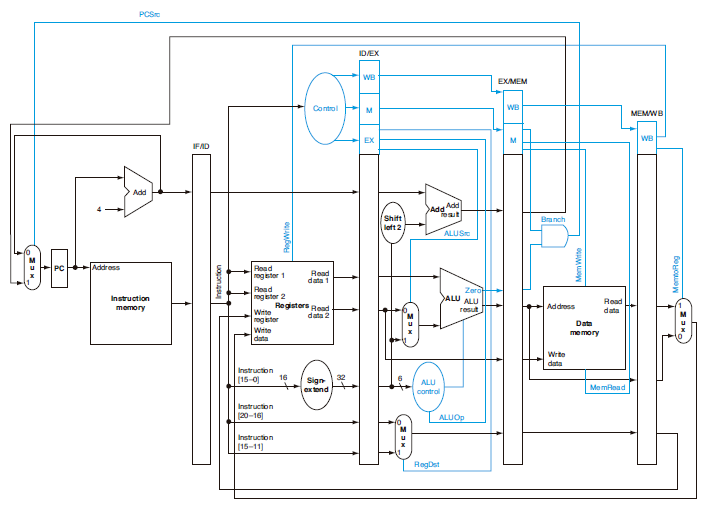 PCSrc
ID/EX
WB
EX/MEM
Control
M
WB
MEM/WB
EX
M
WB
IF/ID
Add
4
Add
Add
result
Shift
left 2
Branch
ALUSrc
RegWrite
MemWrite
MemtoReg
0
M
u
x
1
PC
Address
Instruction
memory
Instruction
Read
register 1
Read
data 1
Read
register 2
Registers
Read
data 2
Write
register
Write
data
Zero
ALU
ALU
result
0
M
u
x
1
Address
Read
data
Data
memory
Write
data
1
M
u
x
0
MemRead
Instruction
[15–0]
16
Sign-
extend
32
6
ALU
control
Instruction
[20–16]
ALUOp
Instruction
[15–11]
0
M
u
x
1
RegDst